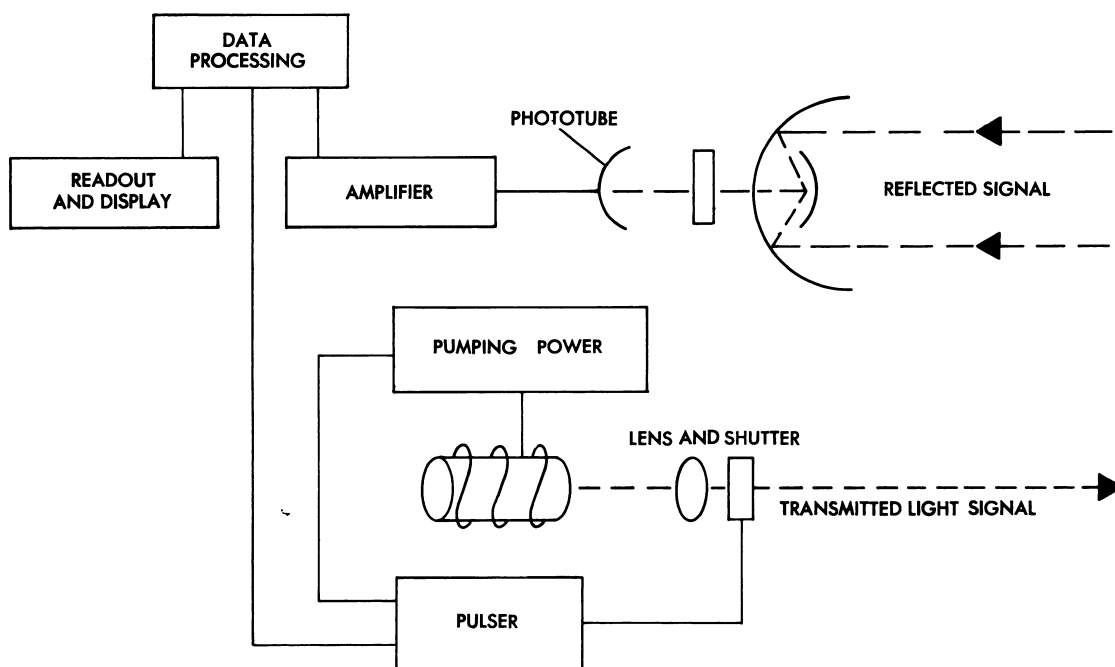 DATA
PROCESSING
PHOTOTUBE
READOUT
AND DISPLAY
AMPLIFIER
REFLECTED SIGNAL
PUMPING POWER
LENS AND SHUTTER
TRANSMITTED LIGHT SIGNAL
PULSER